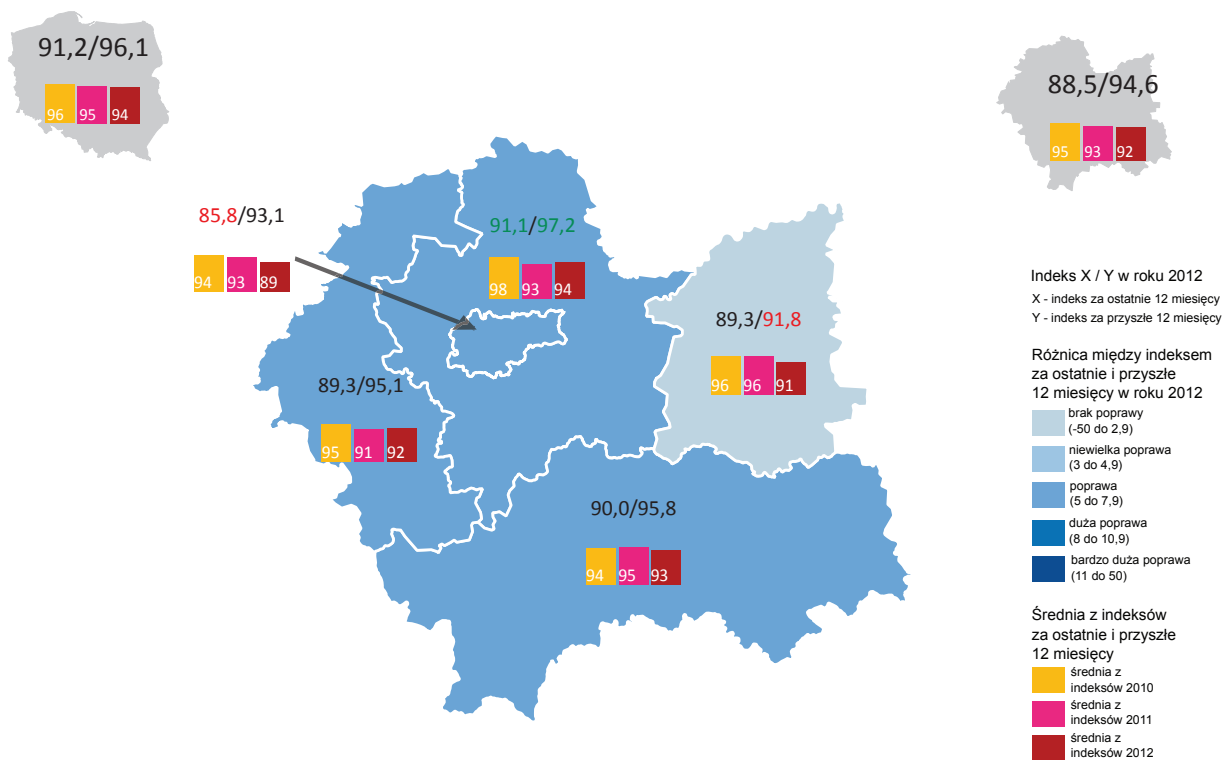 91,2/96,1
96 95 94
88,5/94,6
95 93 92
85,8/93,1
94 93 89
91,1/97,2
98 93 94
89,3/91,8
96 96 91
89,3/95,1
95 91 92
90,0/95,8
94 95 93
Indeks X / Y w roku 2012
X - indeks za ostatnie 12 miesięcy
Y - indeks za przyszłe 12 miesięcy
Różnica między indeksem
za ostatnie i przyszłe
12 miesięcy w roku 2012
brak poprawy
(-50 do 2,9)
niewielka poprawa
(3 do 4,9)
poprawa
(5 do 7,9)
duża poprawa
(8 do 10,9)
bardzo duża poprawa
(11 do 50)
Średnia z indeksów
za ostatnie i przyszłe
12 miesięcy
średnia z
indeksów 2010
średnia z
indeksów 2011
średnia z
indeksów 2012